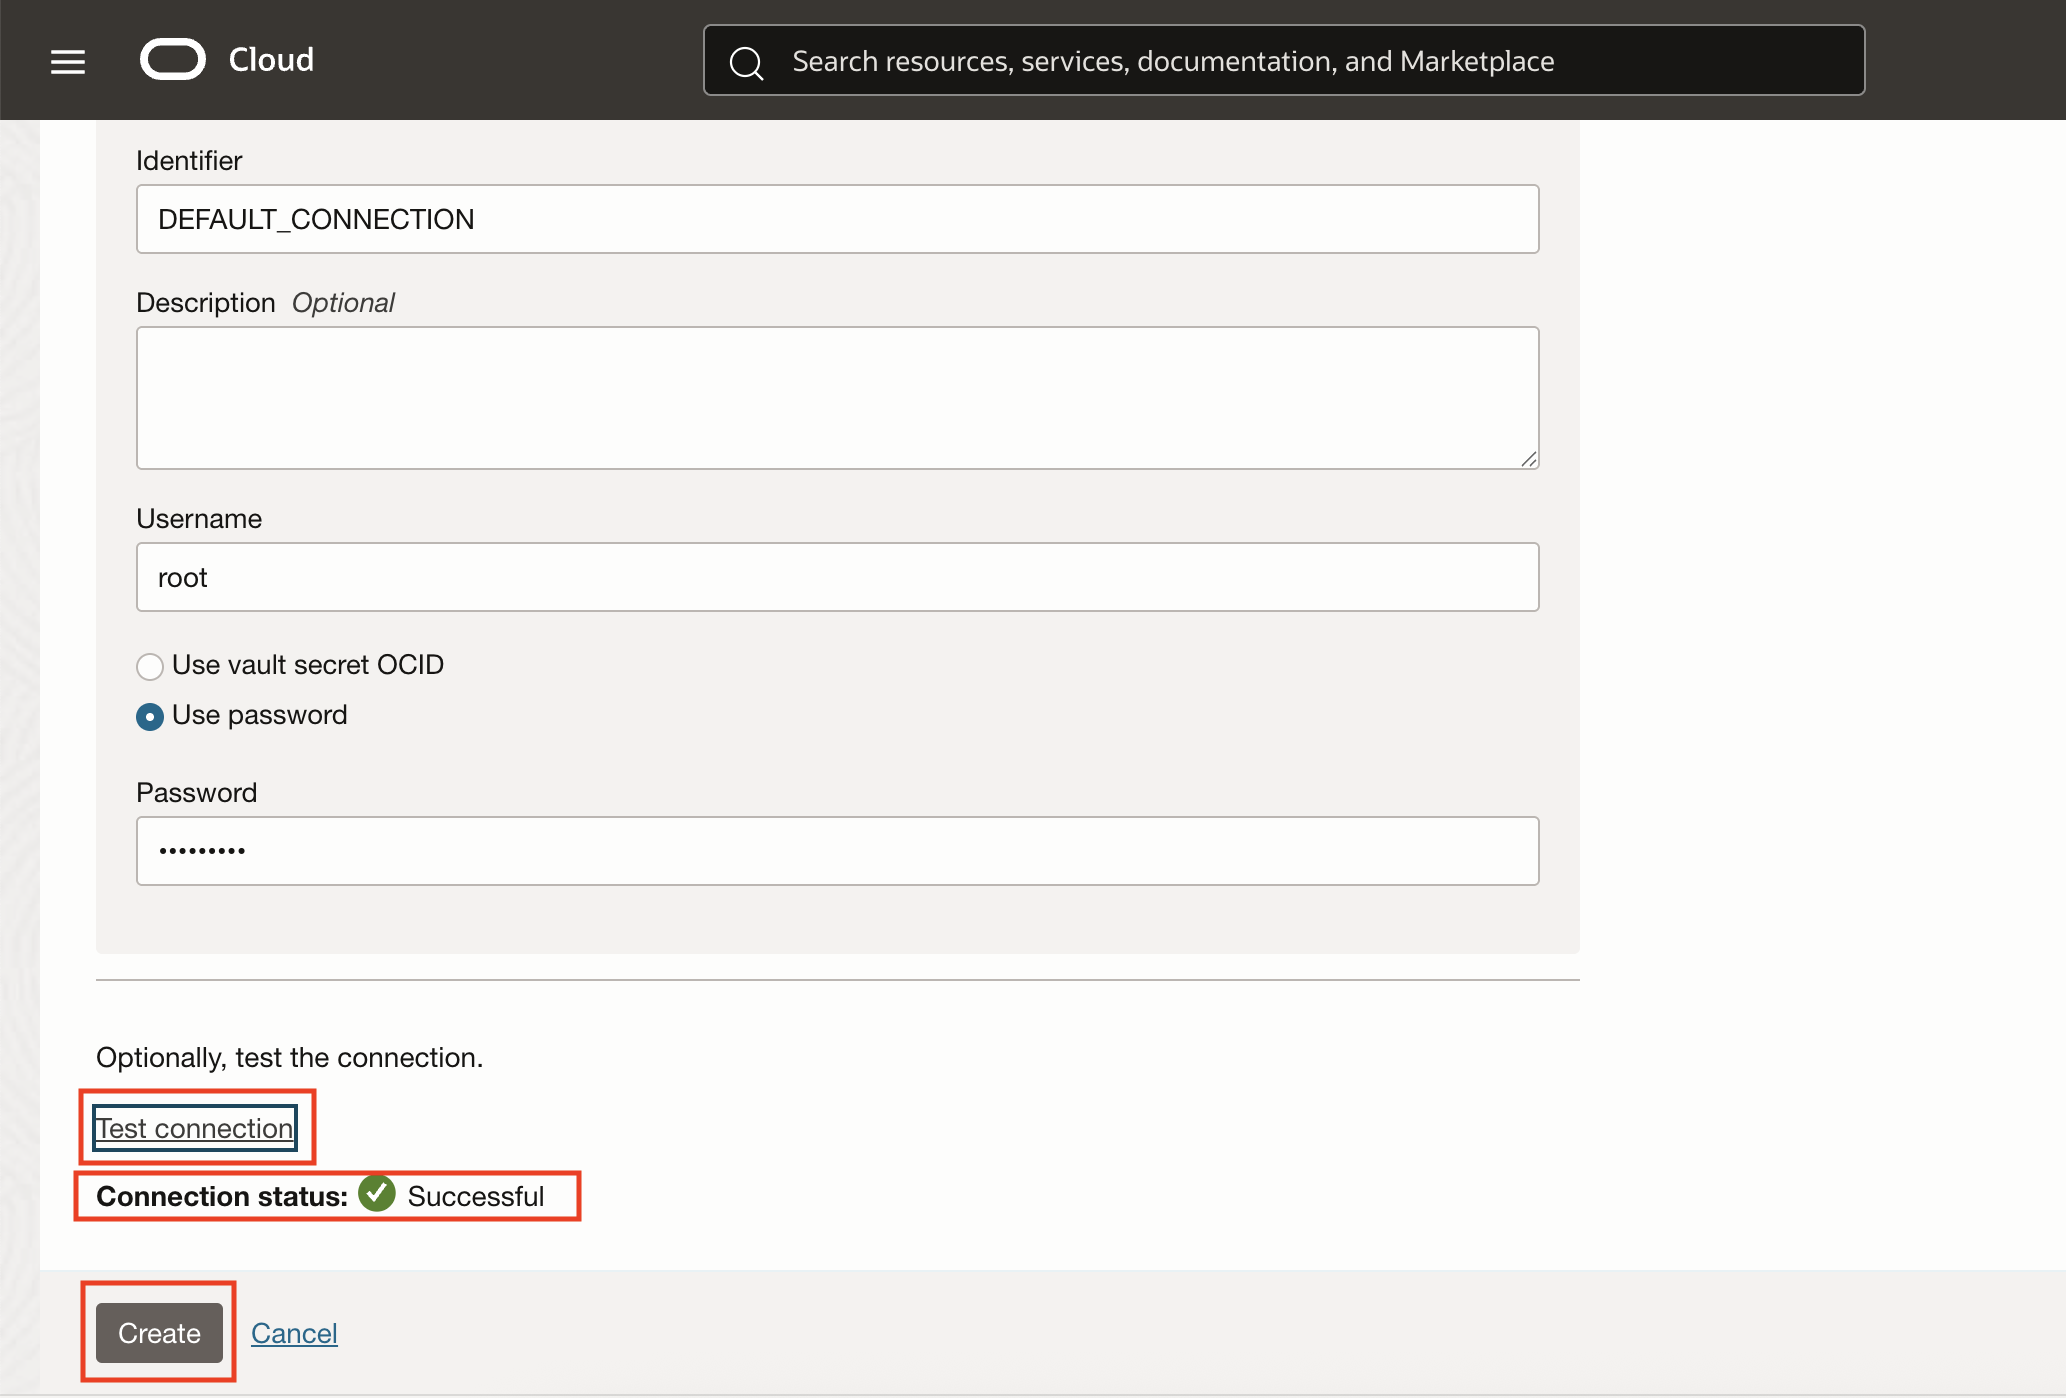 Cloud
Search resources, services, documentation, and Marketplace
Identifier
DEFAULT_CONNECTION
Description Optional
Username
root
Use vault secret OCID
Use password
Password
•••••••••
Optionally, test the connection.
Test connection
Connection status: Successful
Create Cancel